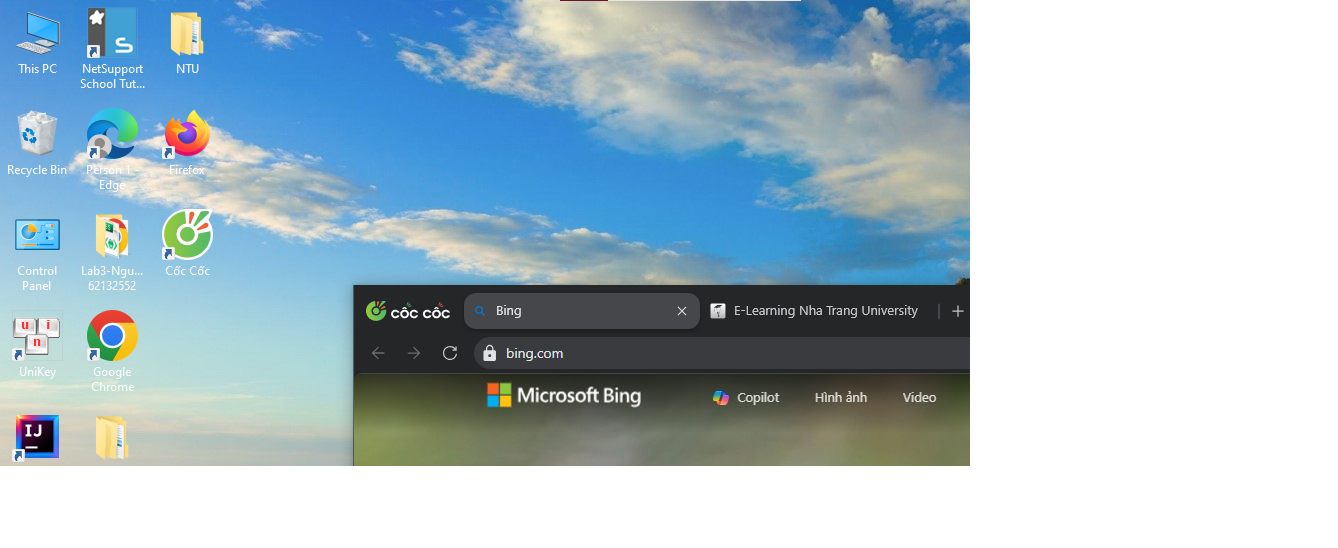 This PC
NetSupport
School Tut...
NTU
Recycle Bin
Person 1 -
Edge
Firefox
Control
Panel
Lab3-Ngu...
62132552
Cốc Cốc
u i
n
UniKey
Google
Chrome
IJ
S
cốc cốc
Bing
E-Learning Nha Trang University
bing.com
Microsoft Bing
Copilot
Hình ảnh
Video